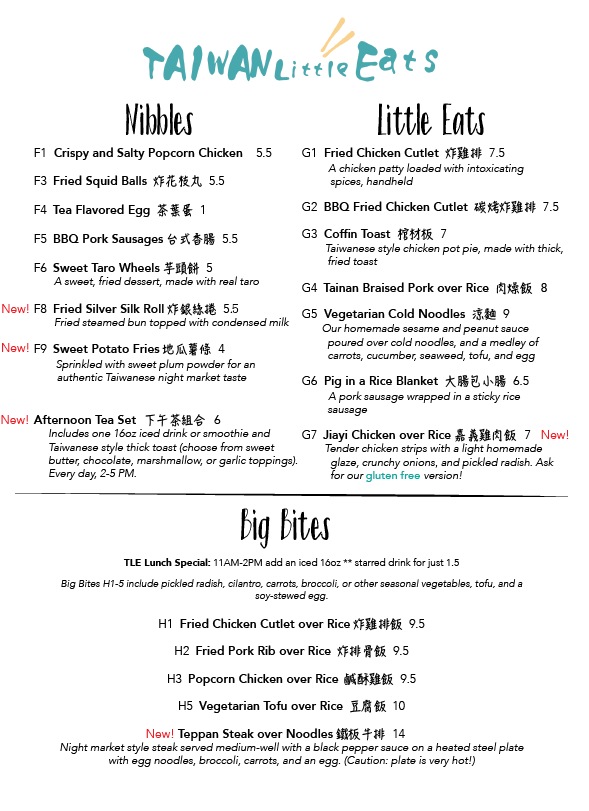 TAIWAN Little Eats
Nibbles
F1 Crispy and Salty Popcorn Chicken 5.5
F3 Fried Squid Balls 炸花枝丸 5.5
F4 Tea Flavored Egg 茶葉蛋 1
F5 BBQ Pork Sausages 台式香腸 5.5
F6 Sweet Taro Wheels 芋頭餅 5
A sweet, fried dessert, made with real taro
New! F8 Fried Silver Silk Roll 炸銀絲捲 5.5
Fried steamed bun topped with condensed milk
New! F9 Sweet Potato Fries 地瓜薯條 4
Sprinkled with sweet plum powder for an
authentic Taiwanese night market taste
New! Afternoon Tea Set 下午茶組合 6
Includes one 16oz iced drink or smoothie and
Taiwanese style thick toast (choose from sweet
butter, chocolate, marshmallow, or garlic toppings).
Every day, 2-5 PM.
Little Eats
G1 Fried Chicken Cutlet 炸雞排 7.5
A chicken patty loaded with intoxicating
spices, handheld
G2 BBQ Fried Chicken Cutlet 碳烤炸雞排 7.5
G3 Coffin Toast 棺材板 7
Taiwanese style chicken pot pie, made with thick,
fried toast
G4 Tainan Braised Pork over Rice 肉燥飯 8
G5 Vegetarian Cold Noodles 涼麵 9
Our homemade sesame and peanut sauce
poured over cold noodles, and a medley of
carrots, cucumber, seaweed, tofu, and egg
G6 Pig in a Rice Blanket 大腸包小腸 6.5
A pork sausage wrapped in a sticky rice
sausage
G7 Jiayi Chicken over Rice 嘉義雞肉飯 7 New!
Tender chicken strips with a light homemade
glaze, crunchy onions, and pickled radish. Ask
for our gluten free version!
Big Bites
TLE Lunch Special: 11AM-2PM add an iced 16oz ** starred drink for just 1.5
Big Bites H1-5 include pickled radish, cilantro, carrots, broccoli, or other seasonal vegetables, tofu, and a
soy-stewed egg.
H1 Fried Chicken Cutlet over Rice 炸雞排飯 9.5
H2 Fried Pork Rib over Rice 炸排骨飯 9.5
H3 Popcorn Chicken over Rice 鹹酥雞飯 9.5
H5 Vegetarian Tofu over Rice 豆腐飯 10
New! Teppan Steak over Noodles 鐵板牛排 14
Night market style steak served medium-well with a black pepper sauce on a heated steel plate
with egg noodles, broccoli, carrots, and an egg. (Caution: plate is very hot!)